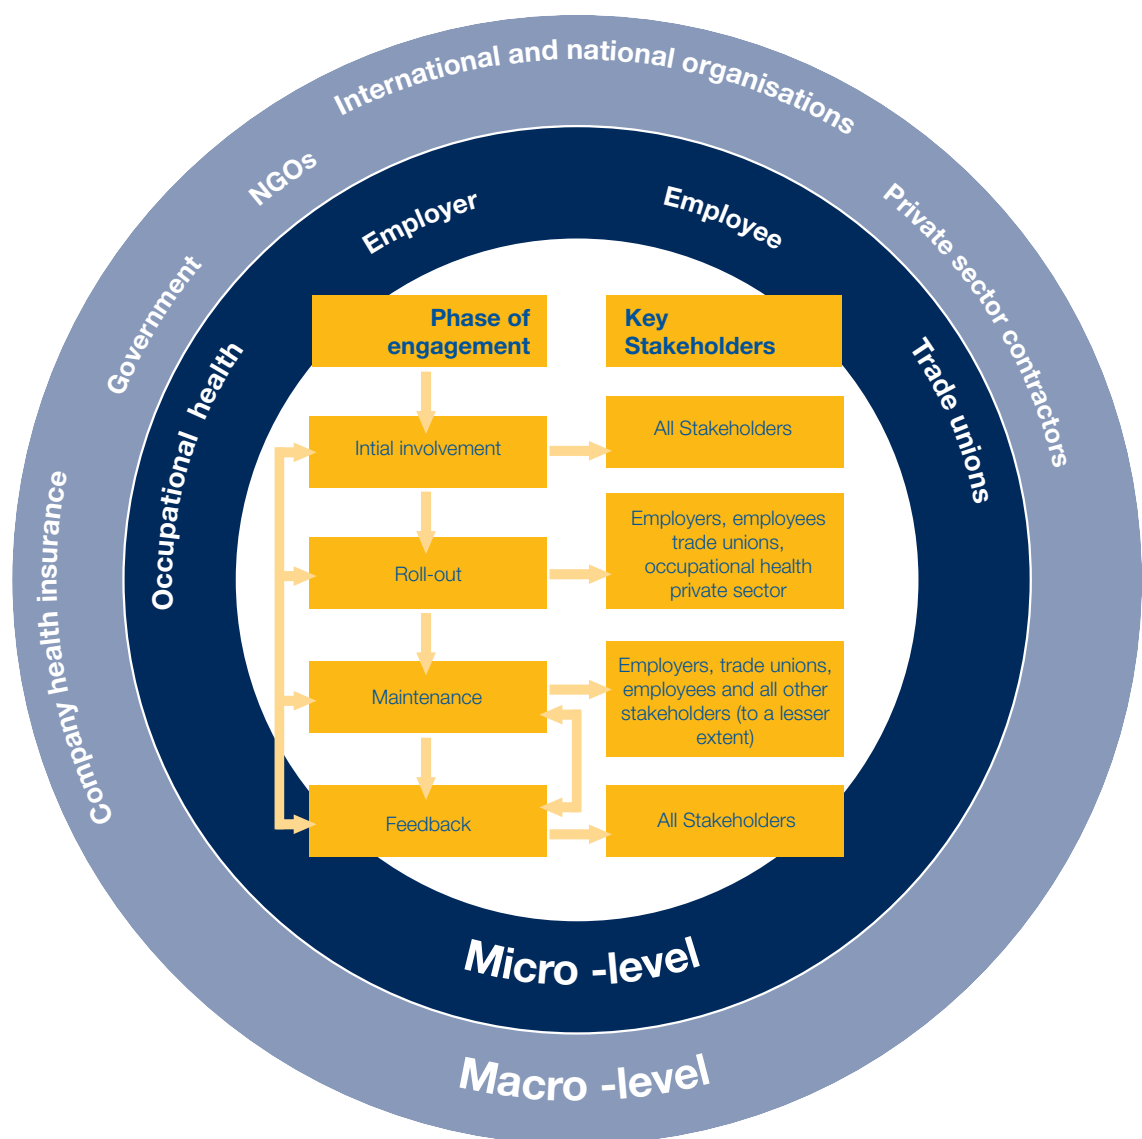 International and national organisations
NGOs
Government
Company health insurance
Private sector contractors
Employer
Employee
Occupational health
Trade unions
Phase of
engagement
Key
Stakeholders
Intial involvement
All Stakeholders
Roll-out
Employers, employees
trade unions,
occupational health
private sector
Maintenance
Employers, trade unions,
employees and all other
stakeholders (to a lesser
extent)
Feedback
All Stakeholders
Micro -level
Macro -level